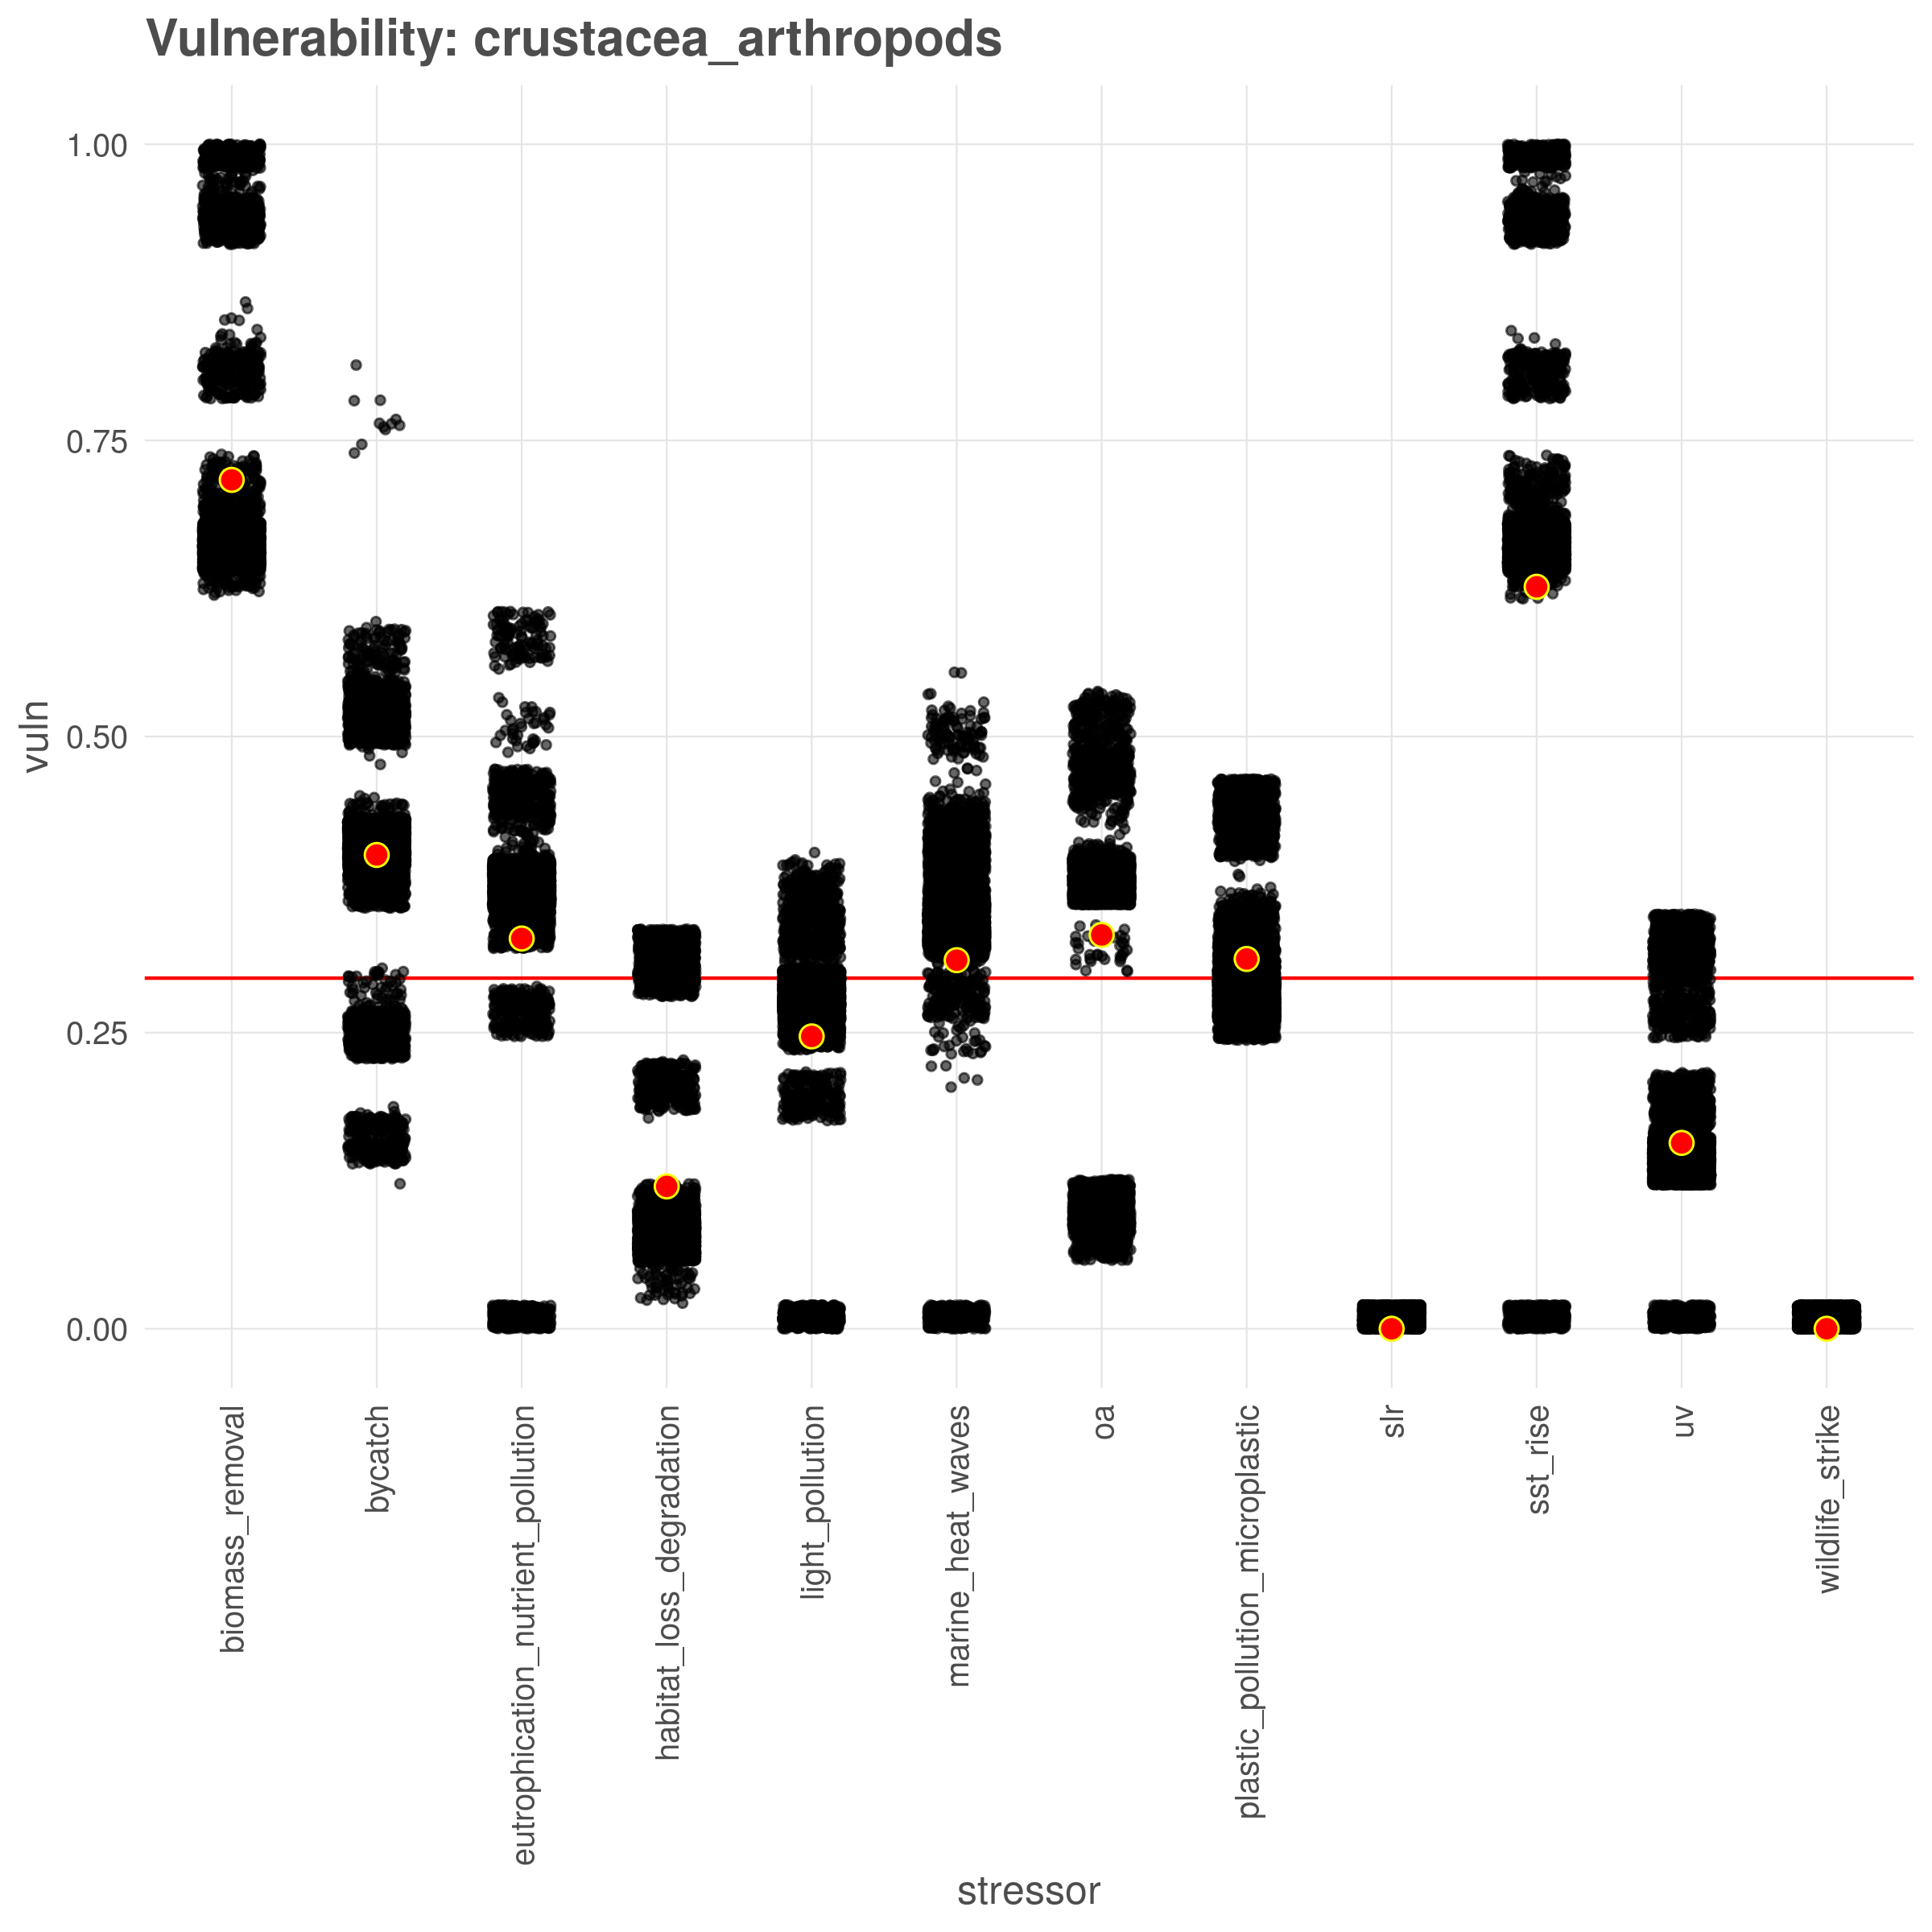 Vulnerability: crustacea_arthropods
vuln
1.00
0.75
0.50
0.25
0.00
biomass_removal
bycatch
eutrophication_nutrient_pollution
habitat_loss_degradation
light_pollution
marine_heat_waves
oa
plastic_pollution_microplastic
slr
sst_rise
uv
wildlife_strike
stressor